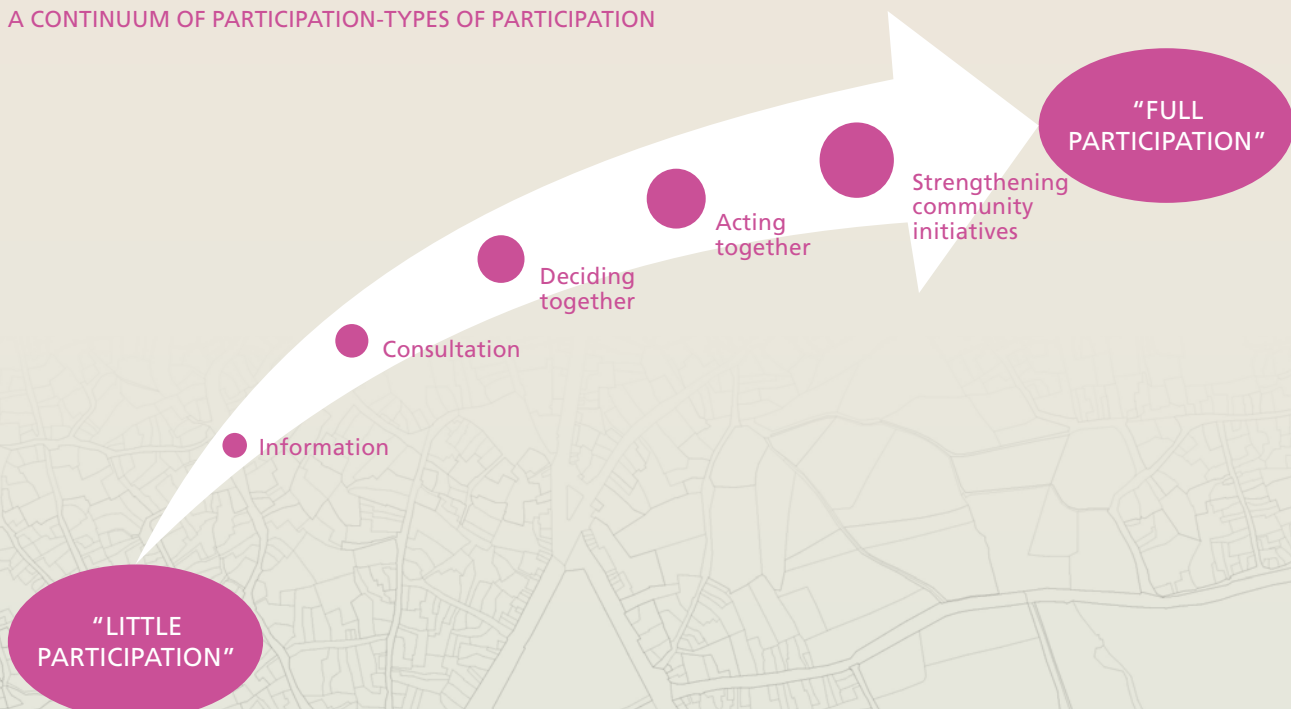 A CONTINUUM OF PARTICIPATION-TYPES OF PARTICIPATION
“FULL
PARTICIPATION”
Strengthening
community
initiatives
Acting
together
Deciding
together
Consultation
Information
“LITTLE
PARTICIPATION”